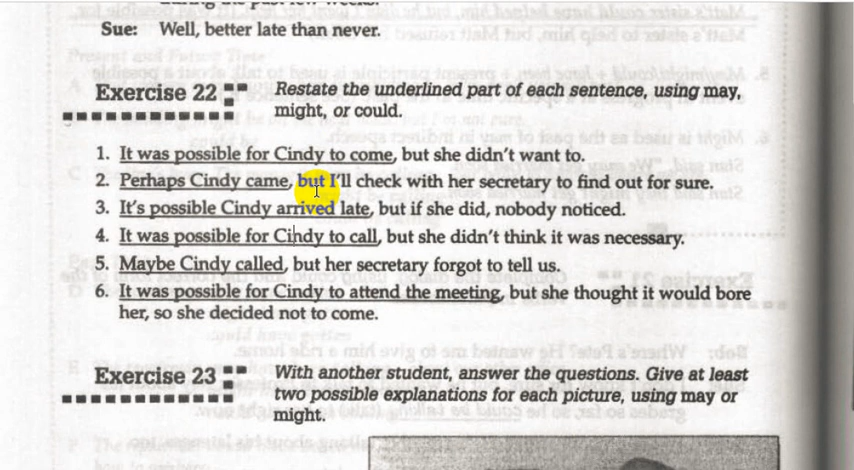 Sue: Well, better late than never.
Exercise 22
Restate the underlined part of each sentence, using may,
might, or could.
1. It was possible for Cindy to come, but she didn't want to.
2. Perhaps Cindy came, but I'll check with her secretary to find out for sure.
3. It's possible Cindy arrived late, but if she did, nobody noticed.
4. It was possible for Cindy to call, but she didn't think it was necessary.
5. Maybe Cindy called, but her secretary forgot to tell us.
6. It was possible for Cindy to attend the meeting, but she thought it would bore
her, so she decided not to come.
Exercise 23
With another student, answer the questions. Give at least
two possible explanations for each picture, using may or
might.